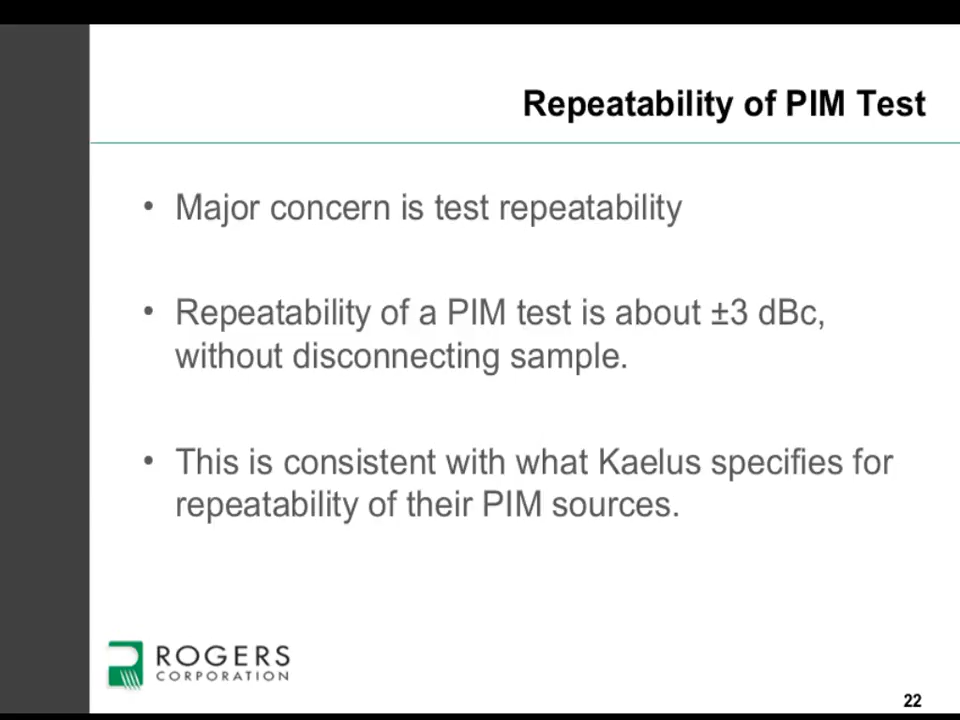 Repeatability of PIM Test
• Major concern is test repeatability
• Repeatability of a PIM test is about ±3 dBc,
without disconnecting sample.
• This is consistent with what Kaelus specifies for
repeatability of their PIM sources.
ROGERS
CORPORATION
22